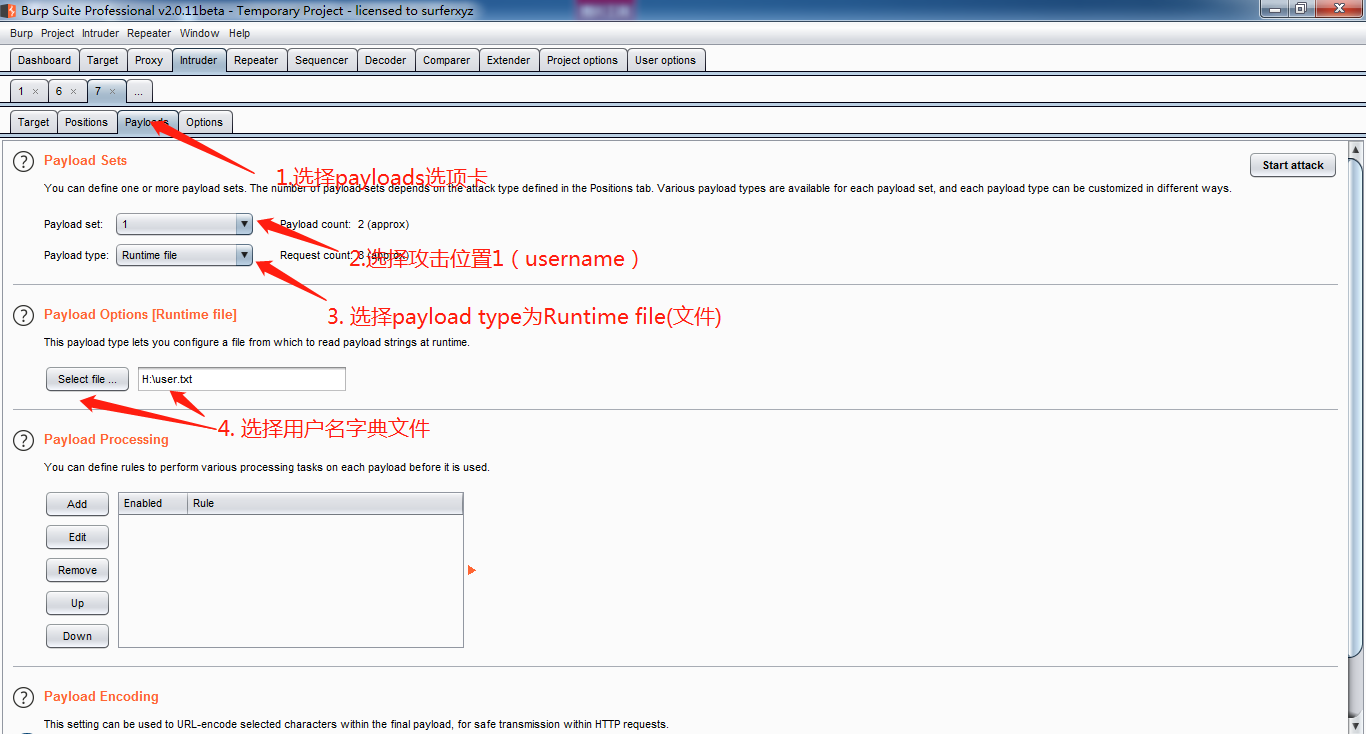 Burp Suite Professional v2.0.11beta - Temporary Project - licensed to surferxyz
Burp Project Intruder Repeater Window Help
Dashboard Target Proxy Intruder Repeater Sequencer Decoder Comparer Extender Project options User options
1 × 6 × 7 × ...
Target Positions Payloads Options
Payload Sets
Start attack
1.选择payloads选项卡
You can define one or more payload sets. The number of payload sets depends on the attack type defined in the Positions tab. Various payload types are available for each payload set, and each payload type can be customized in different ways.
Payload set: 1 Payload count: 2 (approx)
Payload type: Runtime file Request count: (approx)
2.选择攻击位置1（username）
3. 选择payload type为Runtime file(文件)
Payload Options [Runtime file]
This payload type lets you configure a file from which to read payload strings at runtime.
Select file ... H:\user.txt
4. 选择用户名字典文件
Payload Processing
You can define rules to perform various processing tasks on each payload before it is used.
Add Enabled Rule
Edit
Remove
Up
Down
Payload Encoding
This setting can be used to URL-encode selected characters within the final payload, for safe transmission within HTTP requests.